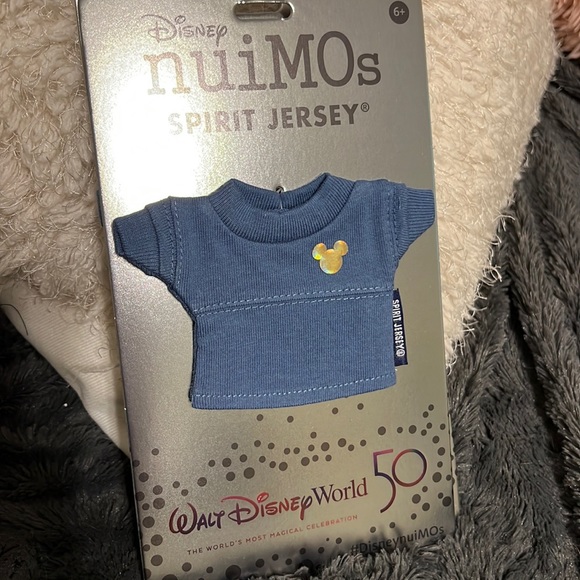 Disney
6+
nuiMOs
SPIRIT JERSEY®
SPIRIT JERSEY®
Walt Disney World 50
THE WORLD'S MOST MAGICAL CELEBRATION
#DisneynuiMOs